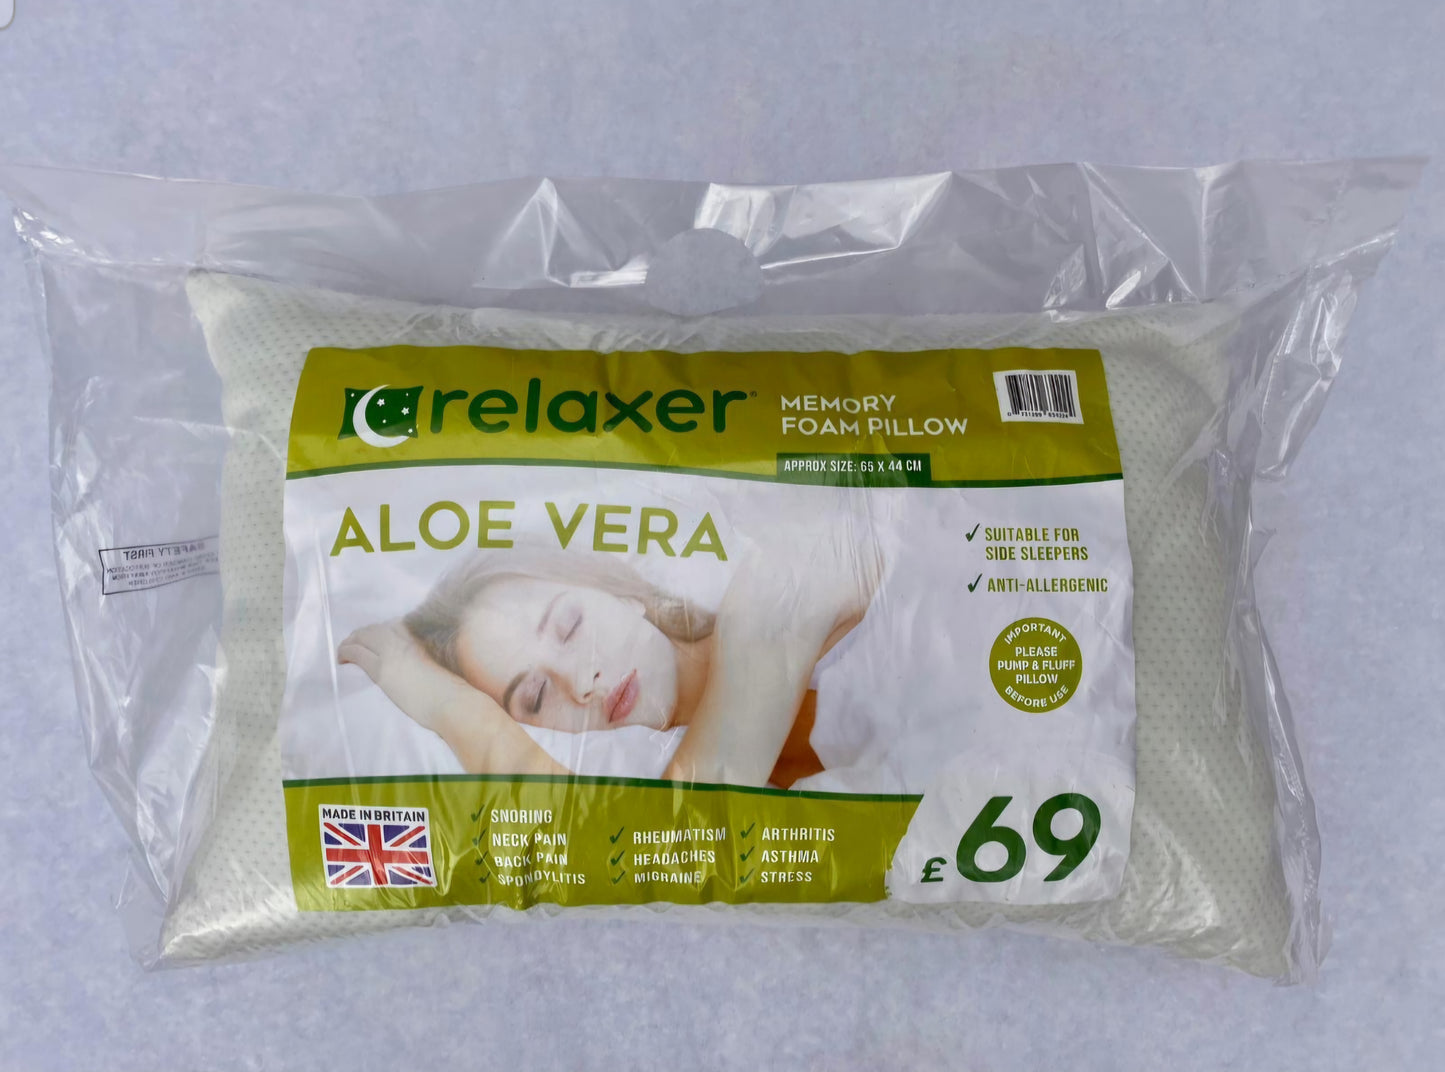 relaxer®
MEMORY
FOAM PILLOW
APPROX SIZE: 65 X 44 CM
ALOE VERA
✓ SUITABLE FOR
SIDE SLEEPERS
✓ ANTI-ALLERGENIC
IMPORTANT
PLEASE
PUMP & FLUFF
PILLOW
BEFORE USE
SAFETY FIRST
MADE IN BRITAIN
✓ SNORING
✓ NECK PAIN
✓ BACK PAIN
✓ SPONDYLITIS
✓ RHEUMATISM
✓ HEADACHES
✓ MIGRAINE
✓ ARTHRITIS
✓ ASTHMA
✓ STRESS
£69